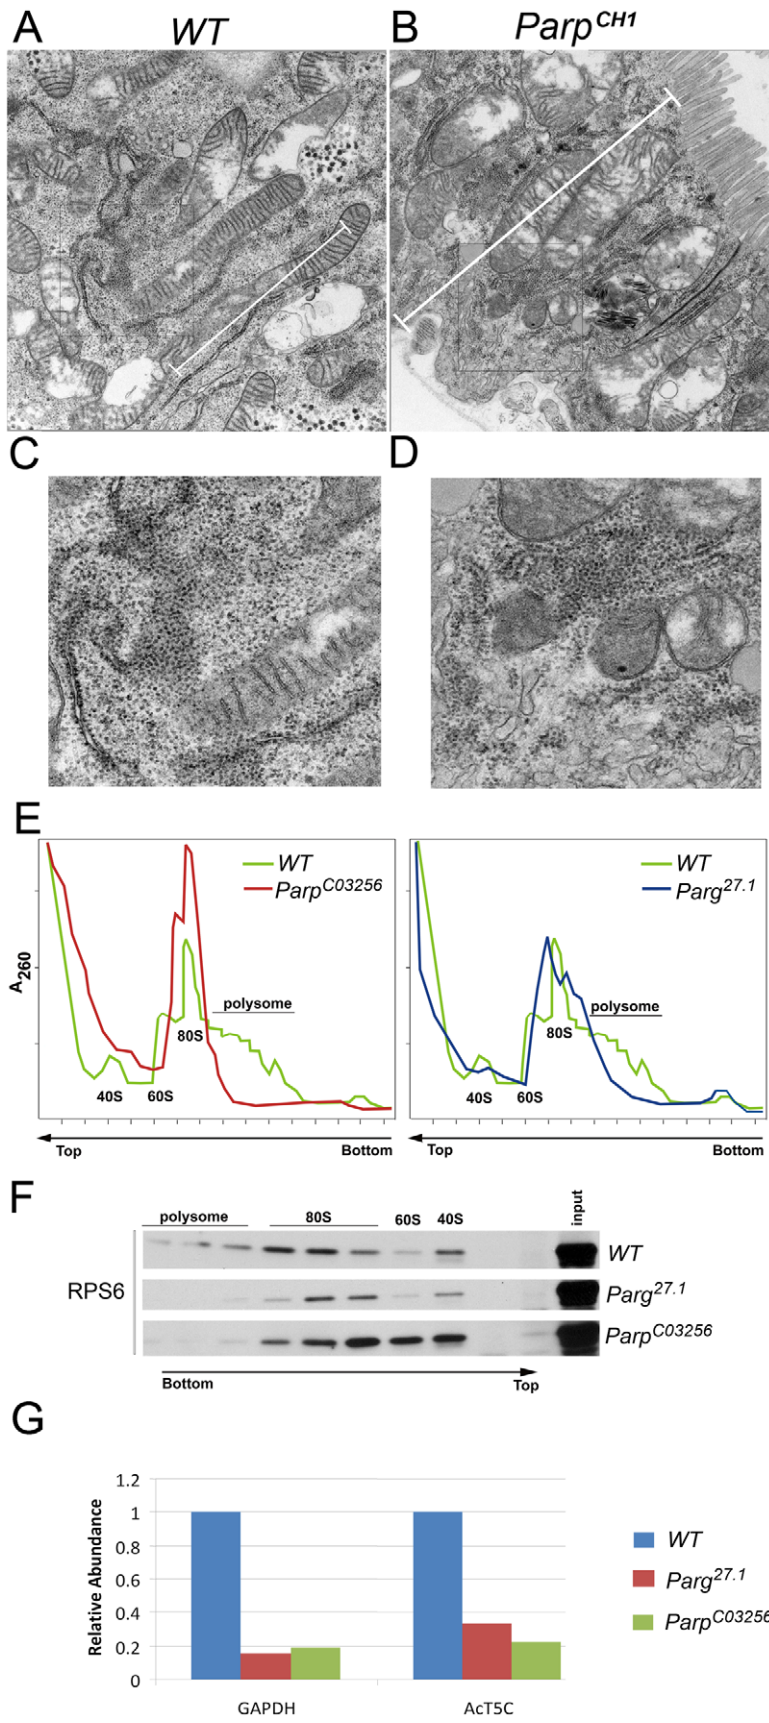 A WT B Parp^CH1
C D
E
WT
Parp^C03256
A260
polysome
80S
40S 60S
Top Bottom
WT
Parg^27.1
polysome
80S
40S 60S
Top Bottom
F
polysome 80S 60S 40S input
WT
RPS6 Parg^27.1
Parp^C03256
Bottom Top
G
Relative Abundance
1.2
1
0.8
0.6
0.4
0.2
0
GAPDH AcT5C
WT
Parg^27.1
Parp^C03256